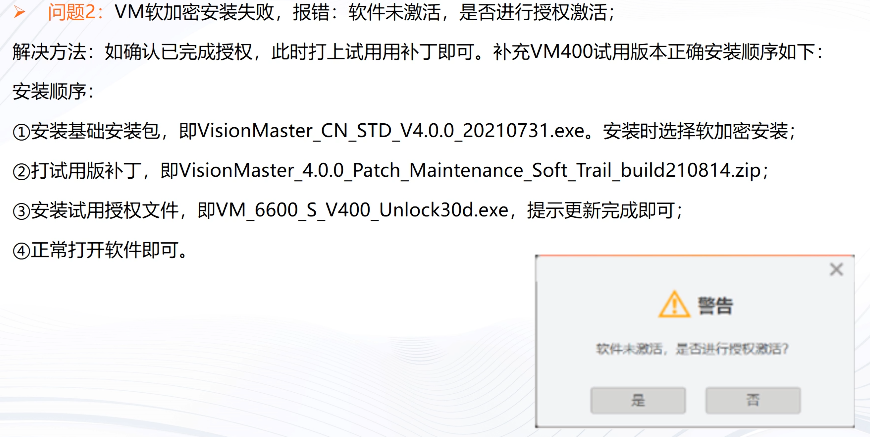 ➢ 问题2：VM软加密安装失败，报错：软件未激活，是否进行授权激活；
解决方法：如确认已完成授权，此时打上试用用补丁即可。补充VM400试用版本正确安装顺序如下：
安装顺序：
①安装基础安装包，即VisionMaster_CN_STD_V4.0.0_20210731.exe。安装时选择软加密安装；
②打试用版补丁，即VisionMaster_4.0.0_Patch_Maintenance_Soft_Trail_build210814.zip；
③安装试用授权文件，即VM_6600_S_V400_Unlock30d.exe，提示更新完成即可；
④正常打开软件即可。
警告
软件未激活，是否进行授权激活?
是 否